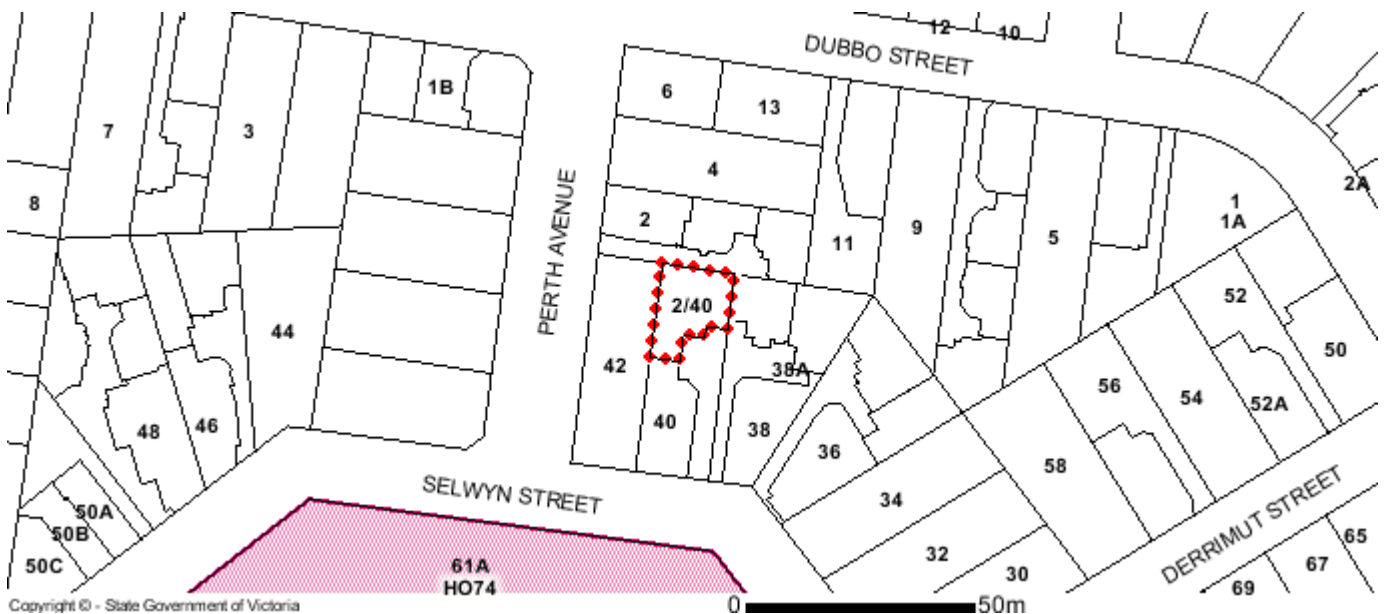 12
10
DUBBO STREET
1B
6
13
7
3
4
2A
8
PERTH AVENUE
2
11
9
5
1
1A
2/40
52
44
42
38A
50
56
54
52A
48
46
40
38
36
58
34
SELWYN STREET
50A
50B
50C
32
30
DERRIMUT STREET
65
67
69
61A
HO74
Copyright © - State Government of Victoria
0
50m